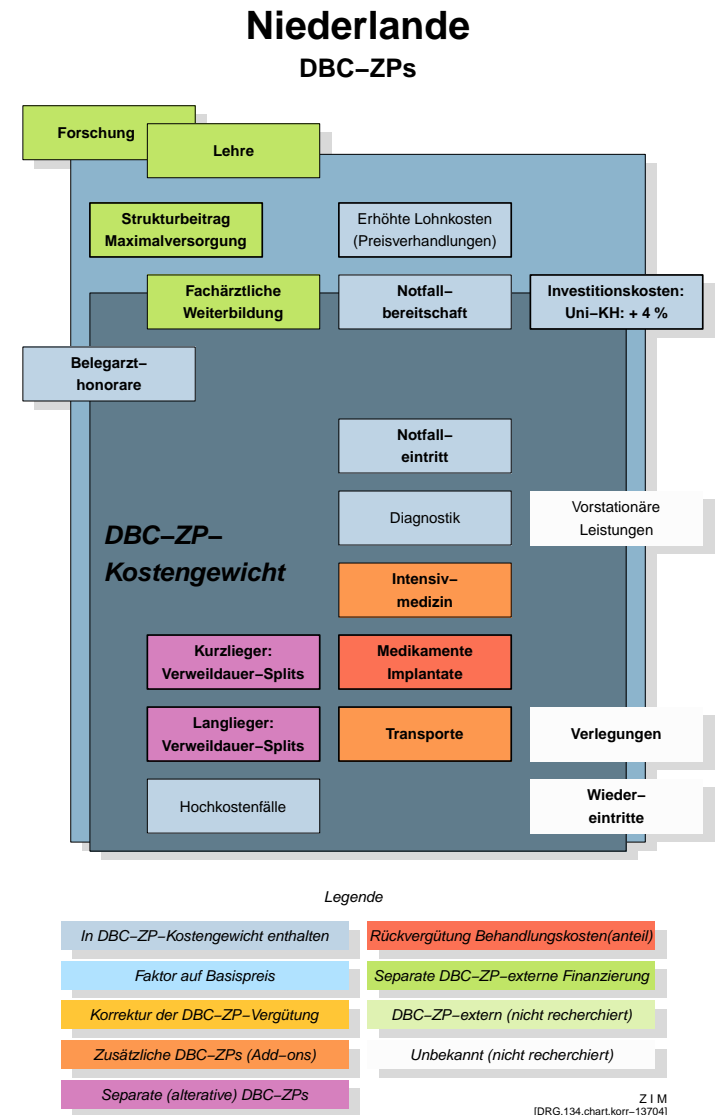 Niederlande
DBC–ZPs
Forschung
Lehre
Strukturbeitrag
Maximalversorgung
Erhöhte Lohnkosten
(Preisverhandlungen)
Fachärztliche
Weiterbildung
Notfall–
bereitschaft
Investitionskosten:
Uni–KH: + 4 %
Belegarzt–
honorare
Notfall–
eintritt
DBC–ZP–
Kostengewicht
Diagnostik
Vorstationäre
Leistungen
Intensiv–
medizin
Kurzlieger:
Verweildauer–Splits
Medikamente
Implantate
Langlieger:
Verweildauer–Splits
Transporte
Verlegungen
Hochkostenfälle
Wieder–
eintritte
Legende
In DBC–ZP–Kostengewicht enthalten
Rückvergütung Behandlungskosten(anteil)
Faktor auf Basispreis
Separate DBC–ZP–externe Finanzierung
Korrektur der DBC–ZP–Vergütung
DBC–ZP–extern (nicht recherchiert)
Zusätzliche DBC–ZPs (Add–ons)
Unbekannt (nicht recherchiert)
Separate (alterative) DBC–ZPs
Z I M
[DRG.134.chart.korr–13704]